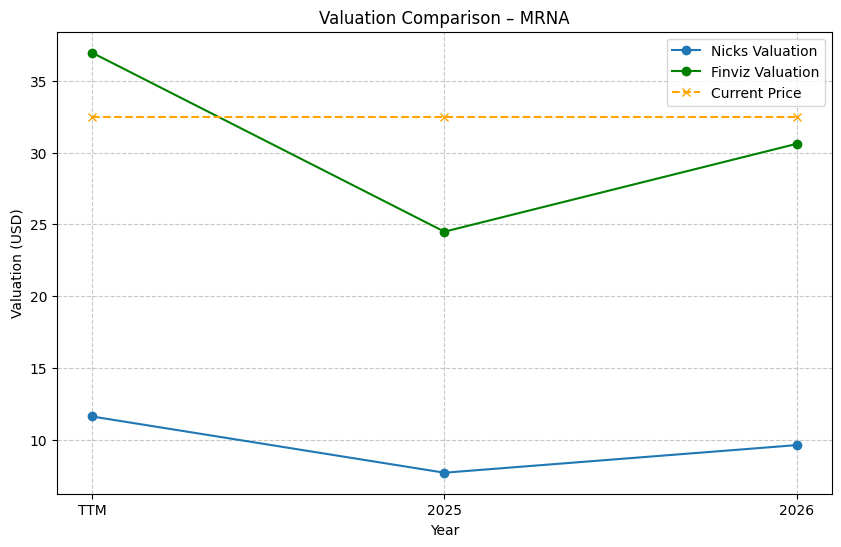 Valuation Comparison – MRNA
Nicks Valuation
Finviz Valuation
Current Price
Valuation (USD)
35
30
25
20
15
10
TTM
2025
2026
Year